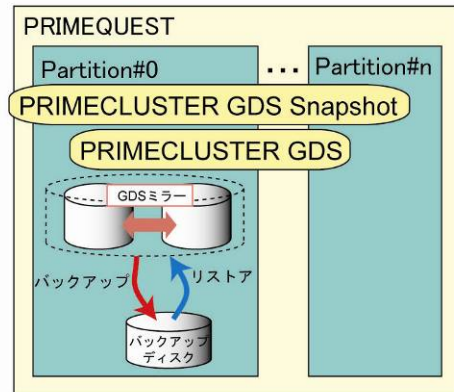 PRIMEQUEST
Partition#0
・・・
Partition#n
PRIMECLUSTER GDS Snapshot
PRIMECLUSTER GDS
GDSミラー
バックアップ
リストア
バックアップ
ディスク